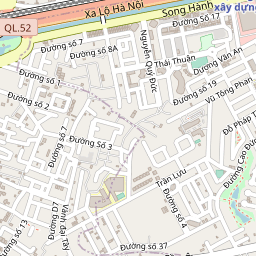 Xa Lộ Hà Nội
Song Hành
xây dựng
Đường số 17
QL.52
Đường số 7
Đường số 8A
Nguyễn Quý Đức
Thái Thuận
Dương Văn An
Đường số 1
Đường số 2
Đường số 19
Vũ Tông Phan
Đỗ Pháp T
Đường số 7
Đường số 3
Trần Lựu
Đường Cao Đức
Đường số 4
Đường D7
Vành đai Tây
Đường số 13
Đường số 37